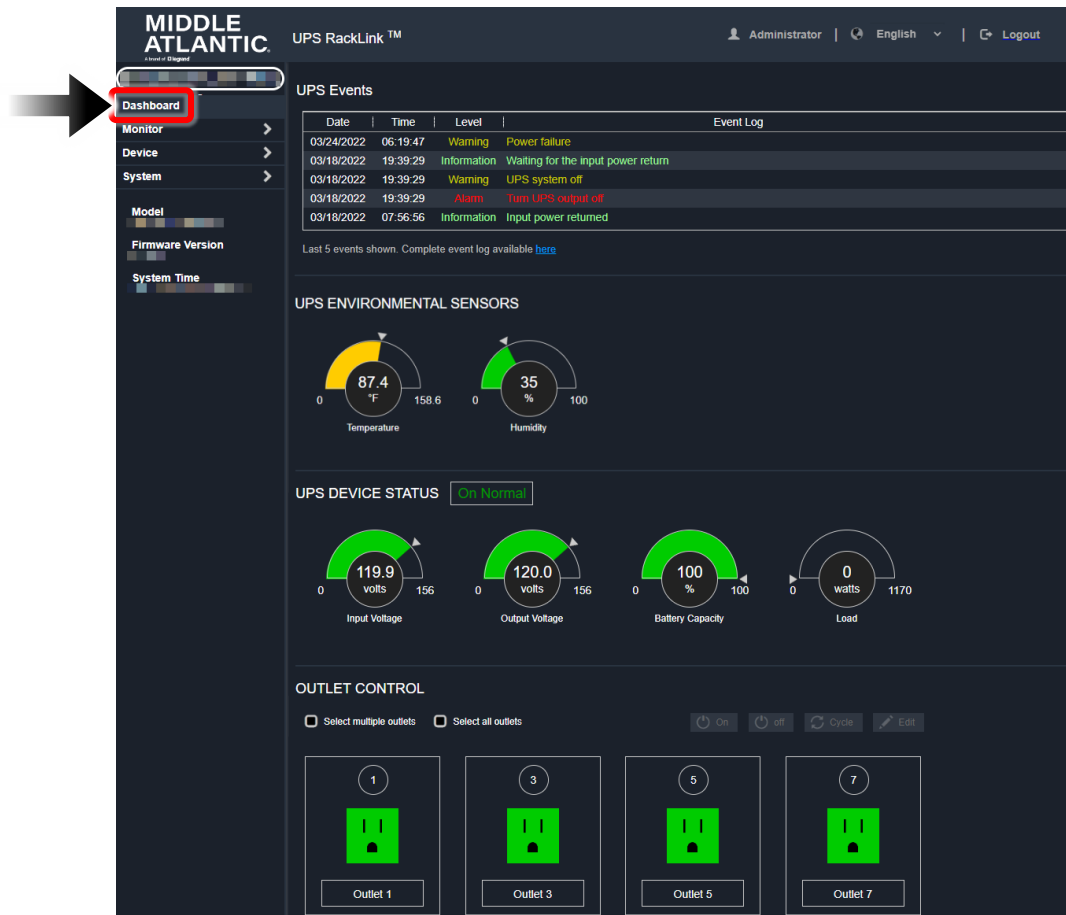 MIDDLE
ATLANTIC
A brand of legrand
UPS RackLink TM
Administrator | English | Logout
Dashboard
Monitor
Device
System
Model
Firmware Version
System Time
UPS Events
Date | Time | Level | Event Log
03/24/2022 06:19:47 Warning Power failure
03/18/2022 19:39:29 Information Waiting for the input power return
03/18/2022 19:39:29 Warning UPS system off
03/18/2022 19:39:29 Alarm Turn UPS output off
03/18/2022 07:56:56 Information Input power returned
Last 5 events shown. Complete event log available here
UPS ENVIRONMENTAL SENSORS
87.4
°F
0 158.6
Temperature
35
%
0 100
Humidity
UPS DEVICE STATUS On Normal
119.9
volts
0 156
Input Voltage
120.0
volts
0 156
Output Voltage
100
%
0 100
Battery Capacity
0
watts
0 1170
Load
OUTLET CONTROL
Select multiple outlets Select all outlets
On off Cycle Edit
1 3 5 7
Outlet 1 Outlet 3 Outlet 5 Outlet 7